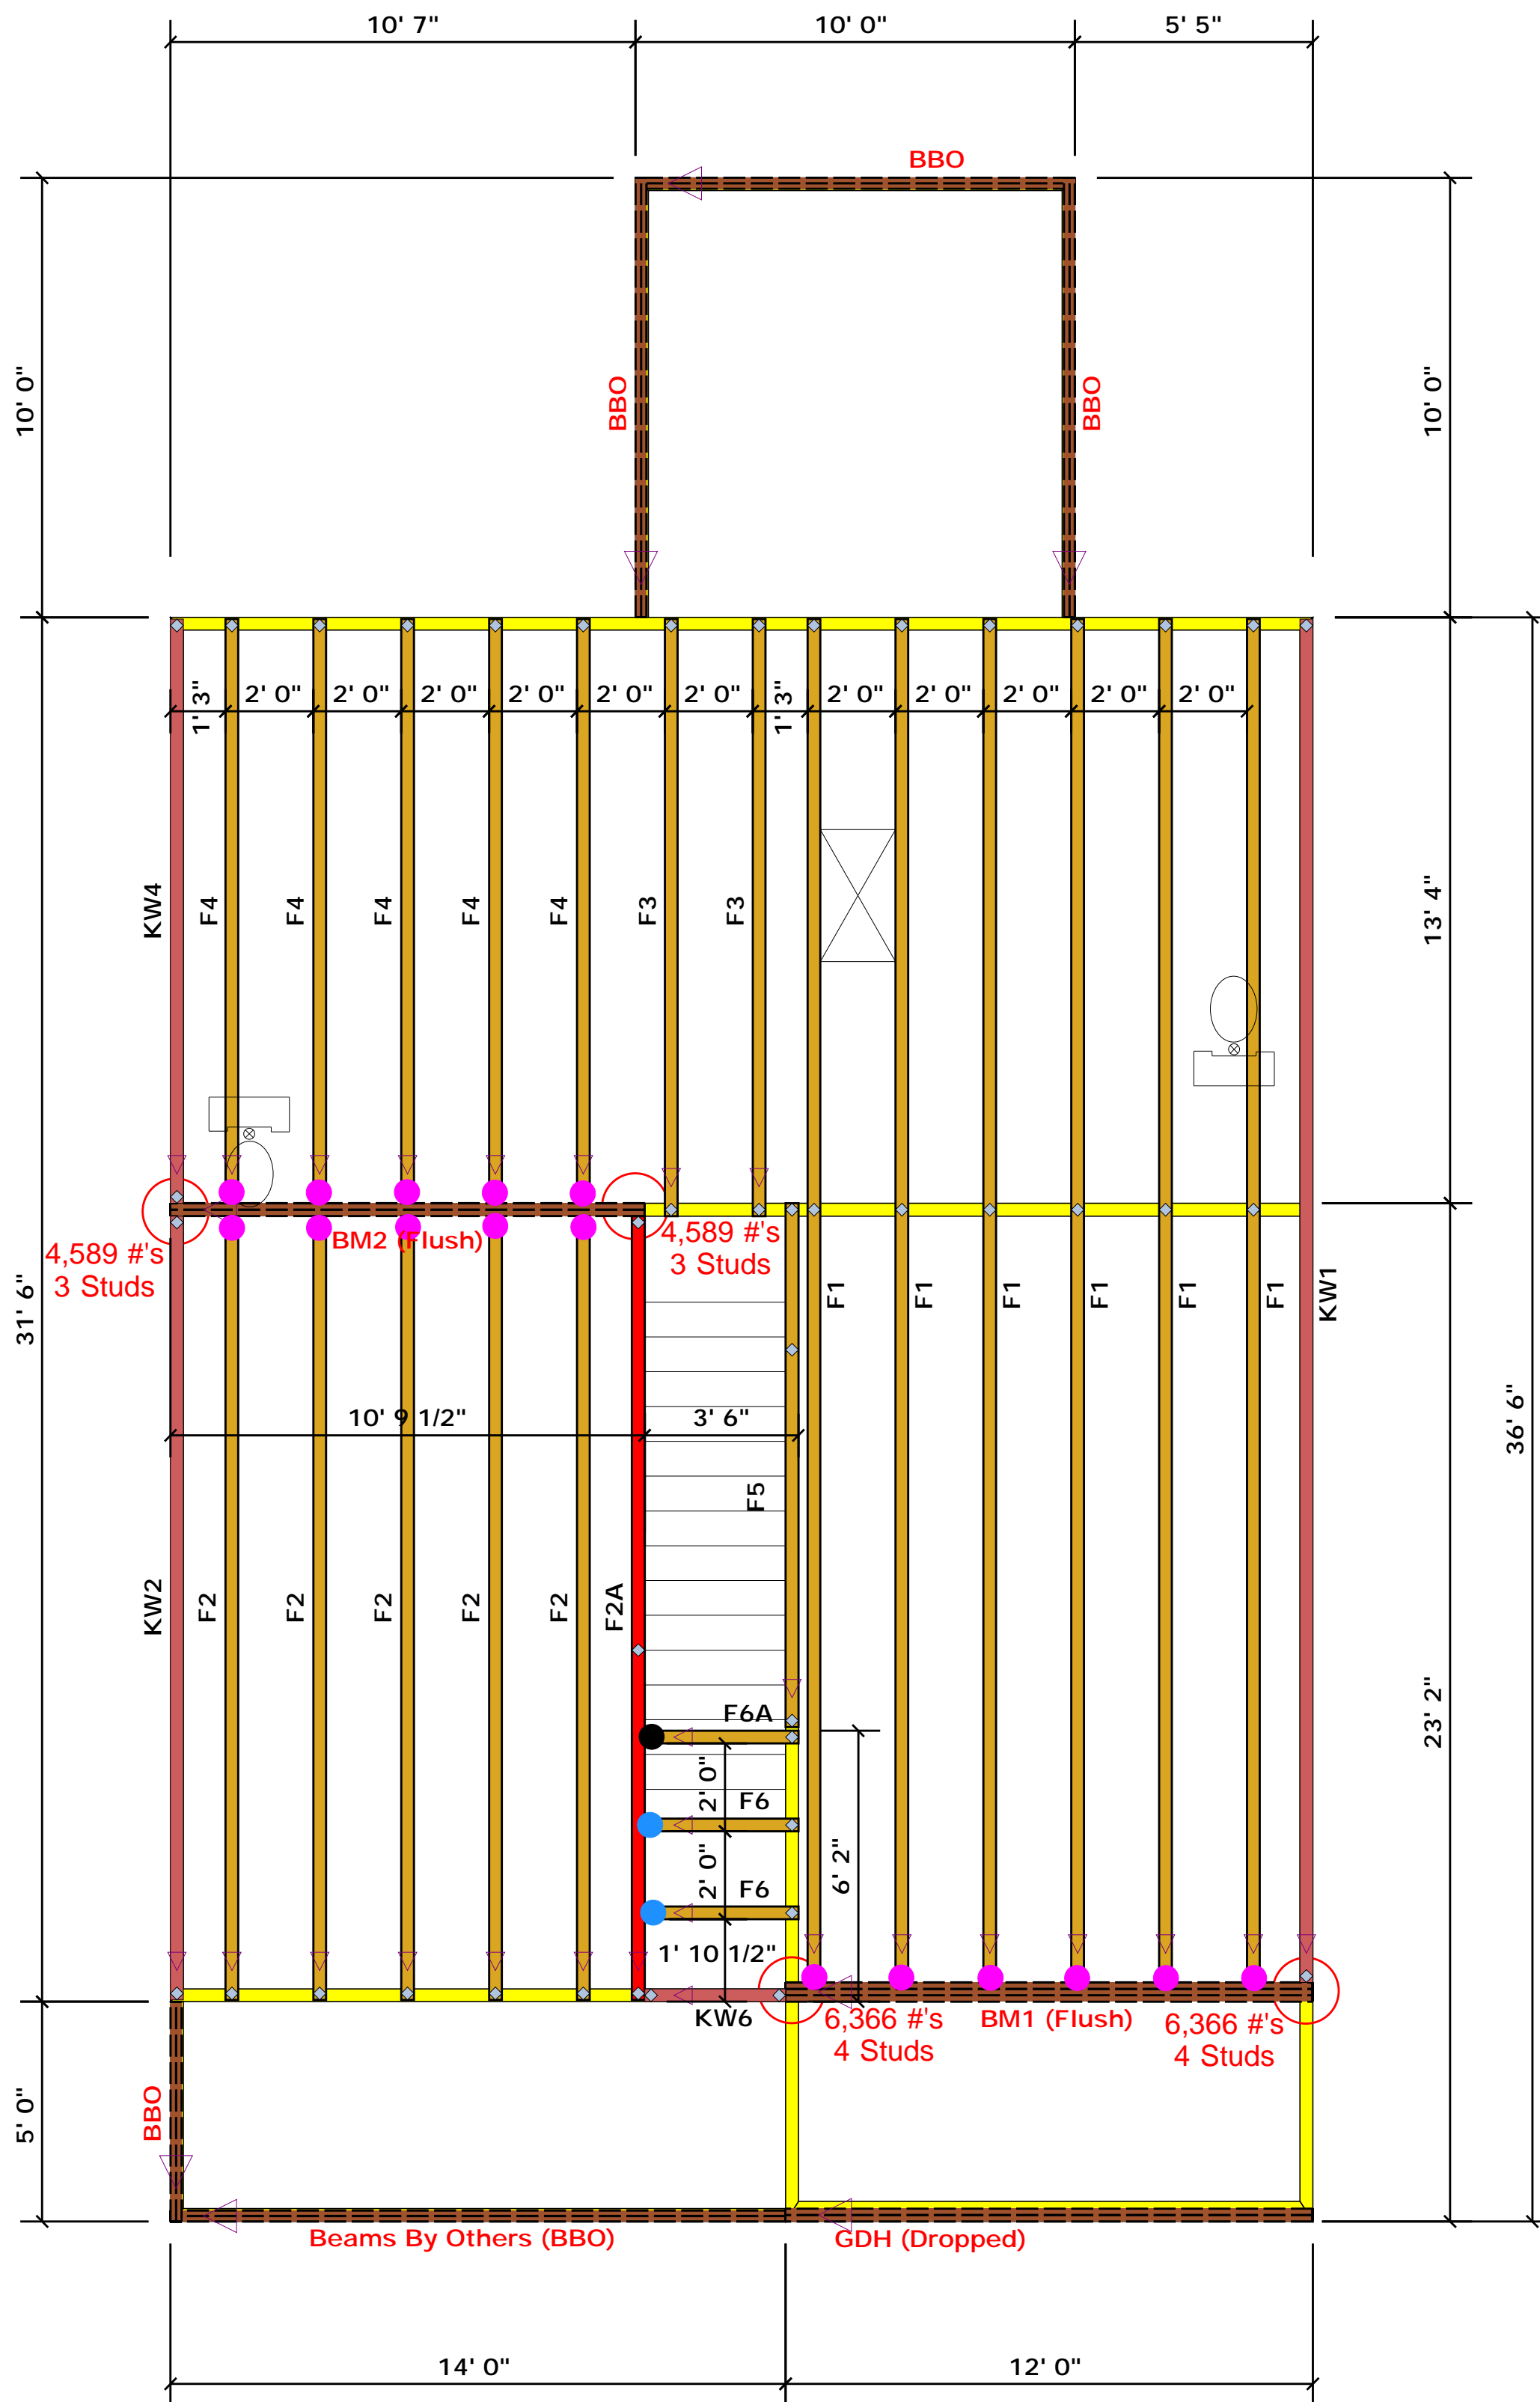 10' 7"
10' 0"
5' 5"
BBO
10' 0"
BBO
BBO
10' 0"
1' 3"
2' 0"
2' 0"
2' 0"
2' 0"
2' 0"
2' 0"
1' 3"
2' 0"
2' 0"
2' 0"
2' 0"
2' 0"
KW4
F4
F4
F4
F4
F4
F3
F3
13' 4"
BM2 (Flush)
4,589 #'s
3 Studs
4,589 #'s
3 Studs
31' 6"
F1
F1
F1
F1
F1
F1
KW1
36' 6"
10' 9 1/2"
3' 6"
F5
KW2
F2
F2
F2
F2
F2
F2A
23' 2"
F6A
2' 0"
F6
2' 0"
6' 2"
F6
1' 10 1/2"
KW6
6,366 #'s
4 Studs
BM1 (Flush)
6,366 #'s
4 Studs
5' 0"
BBO
Beams By Others (BBO)
GDH (Dropped)
14' 0"
12' 0"